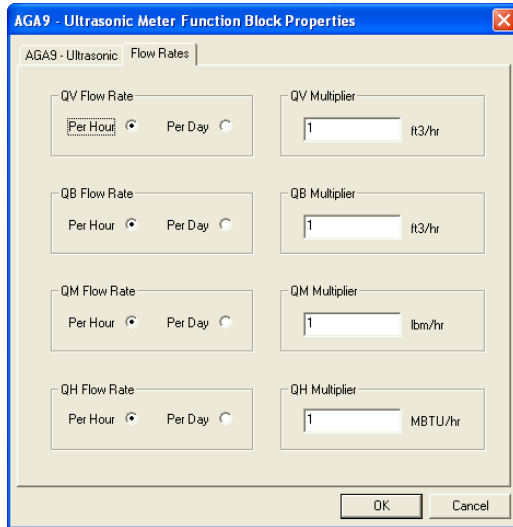 AGA9 - Ultrasonic Meter Function Block Properties
AGA9 - Ultrasonic Flow Rates
QV Flow Rate QV Multiplier
Per Hour Per Day 1 ft3/hr
QB Flow Rate QB Multiplier
Per Hour Per Day 1 ft3/hr
QM Flow Rate QM Multiplier
Per Hour Per Day 1 lbm/hr
QH Flow Rate QH Multiplier
Per Hour Per Day 1 MBTU/hr
OK Cancel